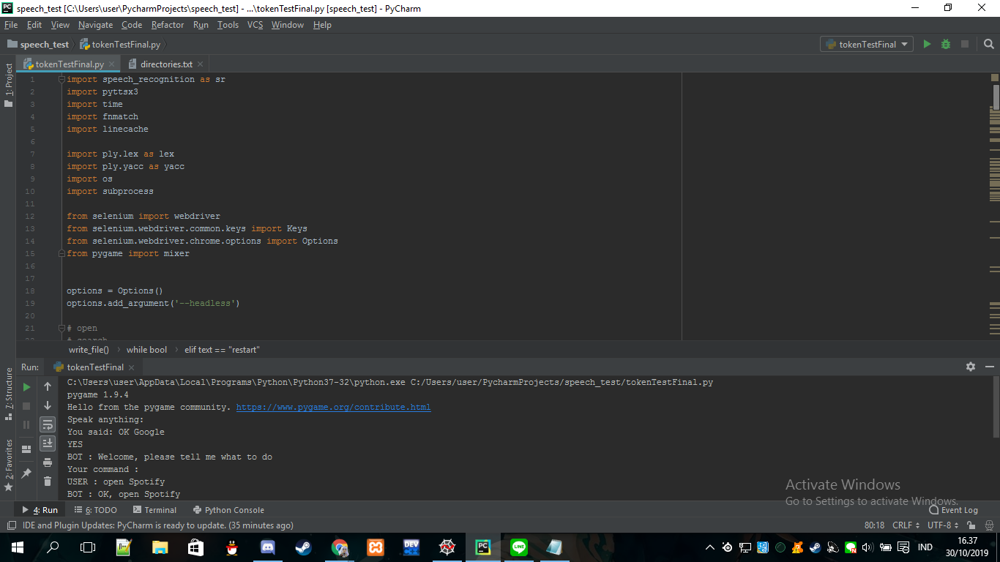 speech_test [C:\Users\user\PycharmProjects\speech_test] - ...\tokenTestFinal.py [speech_test] - PyCharm
File Edit View Navigate Code Refactor Run Tools VCS Window Help
speech_test tokenTestFinal.py tokenTestFinal
1: Project
tokenTestFinal.py directories.txt
1 import speech_recognition as sr
2 import pyttsx3
3 import time
4 import fnmatch
5 import linecache
6
7 import ply.lex as lex
8 import ply.yacc as yacc
9 import os
10 import subprocess
11
12 from selenium import webdriver
13 from selenium.webdriver.common.keys import Keys
14 from selenium.webdriver.chrome.options import Options
15 from pygame import mixer
16
17
18 options = Options()
19 options.add_argument('--headless')
20
21 # open
22 # search
write_file() while bool elif text == "restart"
Run: tokenTestFinal
7: Structure
2: Favorites
C:\Users\user\AppData\Local\Programs\Python\Python37-32\python.exe C:/Users/user/PycharmProjects/speech_test/tokenTestFinal.py
pygame 1.9.4
Hello from the pygame community. https://www.pygame.org/contribute.html
Speak anything:
You said: OK Google
YES
BOT : Welcome, please tell me what to do
Your command :
USER : open Spotify
BOT : OK, open Spotify
Activate Windows
Go to Settings to activate Windows.
4: Run 6: TODO Terminal Python Console Event Log
IDE and Plugin Updates: PyCharm is ready to update. (35 minutes ago) 80:18 CRLF UTF-8
DEV
PC
LINE
IND
16.37
30/10/2019